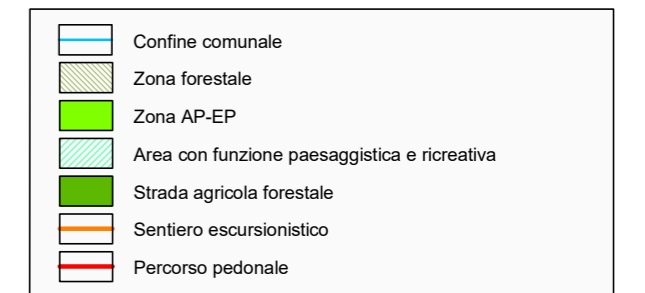 Confine comunale
Zona forestale
Zona AP-EP
Area con funzione paesaggistica e ricreativa
Strada agricola forestale
Sentiero escursionistico
Percorso pedonale